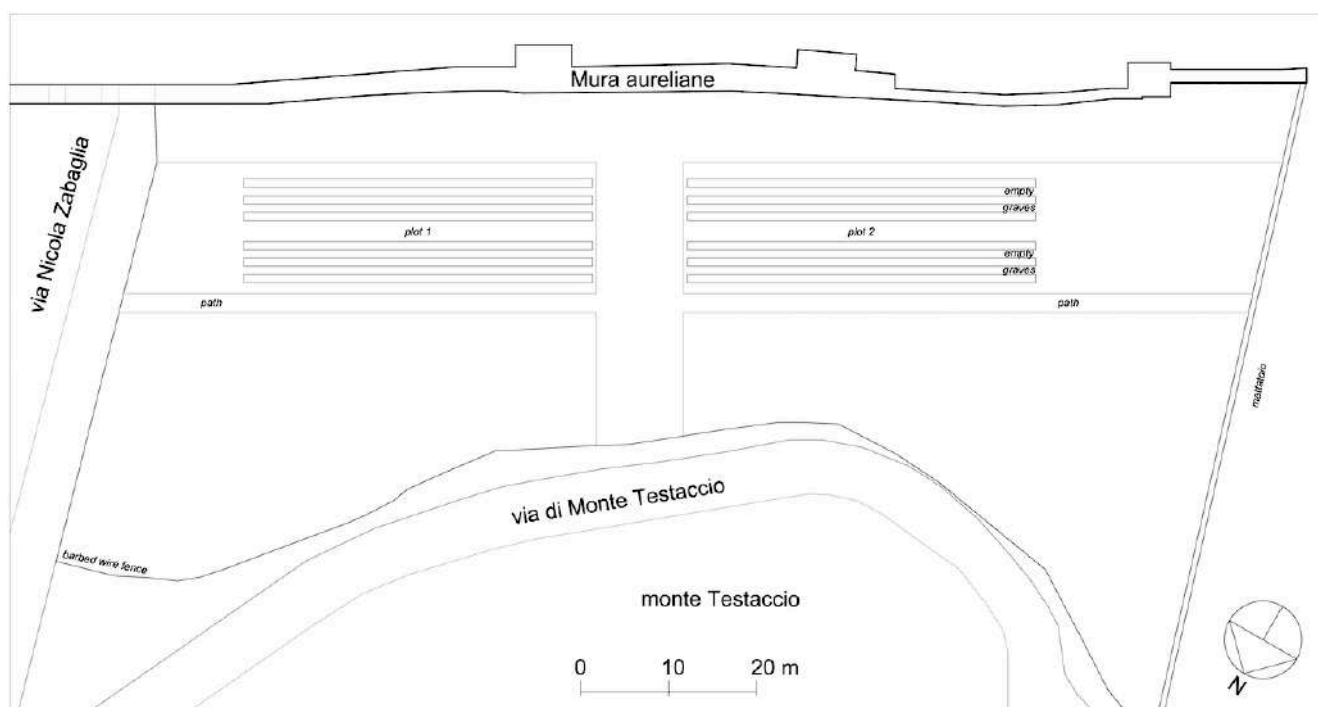 Mura aureliane
via Nicola Zabaglia
empty
graves
plot 1
plot 2
empty
graves
path
path
mattatoio
via di Monte Testaccio
barbed wire fence
monte Testaccio
0 10 20 m
N